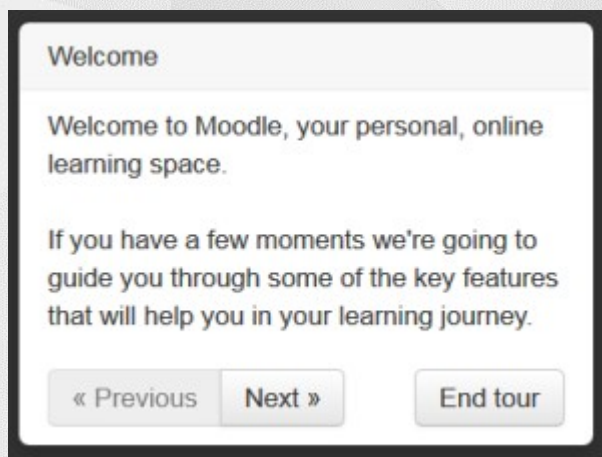 Welcome
Welcome to Moodle, your personal, online
learning space.
If you have a few moments we're going to
guide you through some of the key features
that will help you in your learning journey.
« Previous Next » End tour